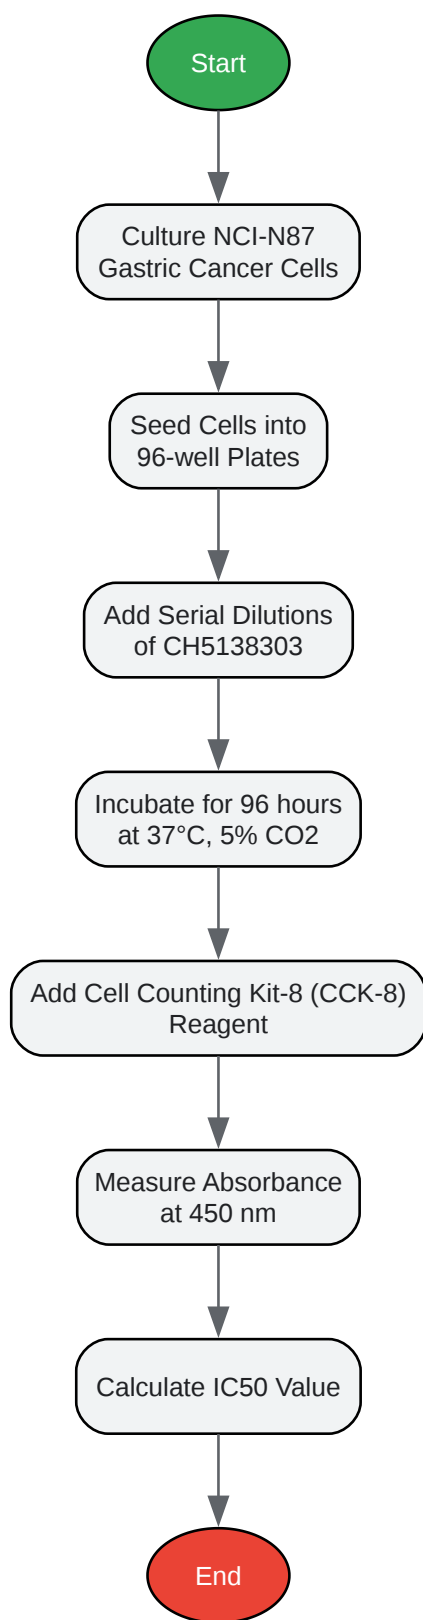 Start
Culture NCI-N87
Gastric Cancer Cells
Seed Cells into
96-well Plates
Add Serial Dilutions
of CH5138303
Incubate for 96 hours
at 37°C, 5% CO2
Add Cell Counting Kit-8 (CCK-8)
Reagent
Measure Absorbance
at 450 nm
Calculate IC50 Value
End